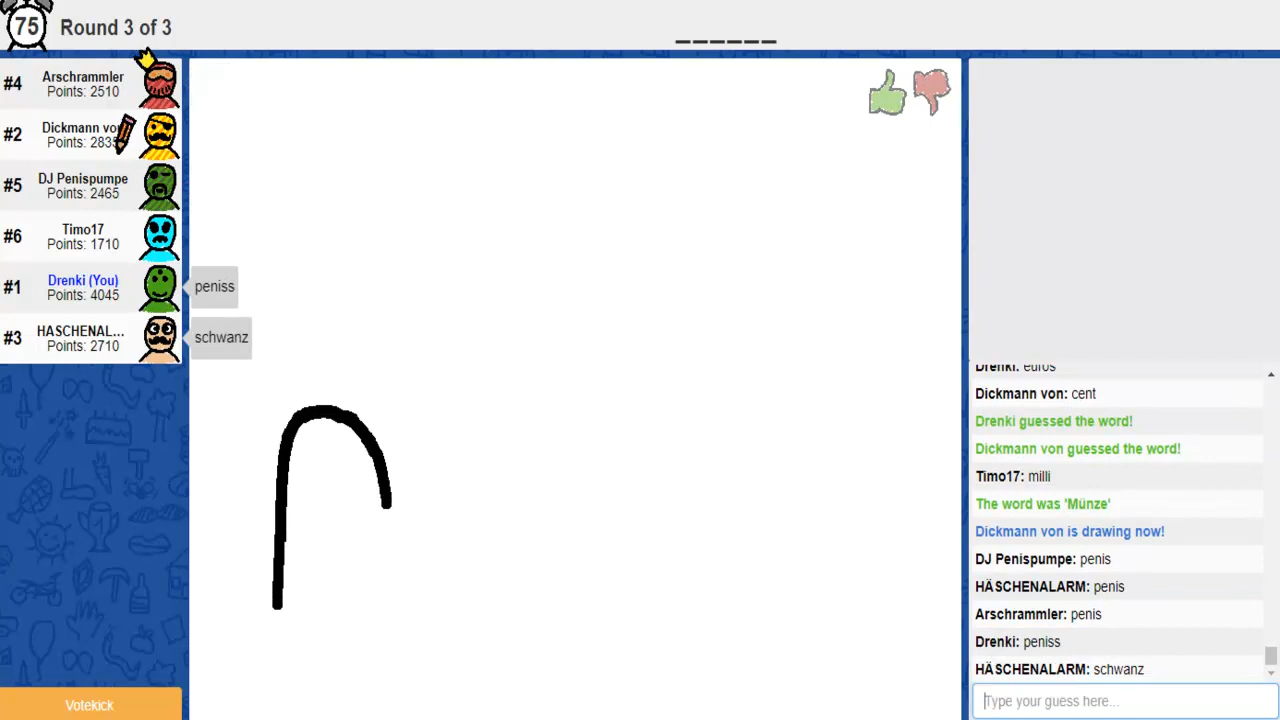 75 Round 3 of 3
______
#4 Arschrammler
Points: 2510
#2 Dickmann vo
Points: 2835
#5 DJ Penispumpe
Points: 2465
#6 Timo17
Points: 1710
#1 Drenki (You)
Points: 4045
peniss
#3 HASCHENAL...
Points: 2710
schwanz
Votekick
Drenki: euros
Dickmann von: cent
Drenki guessed the word!
Dickmann von guessed the word!
Timo17: milli
The word was 'Münze'
Dickmann von is drawing now!
DJ Penispumpe: penis
HÄSCHENALARM: penis
Arschrammler: penis
Drenki: peniss
HÄSCHENALARM: schwanz
Type your guess here...